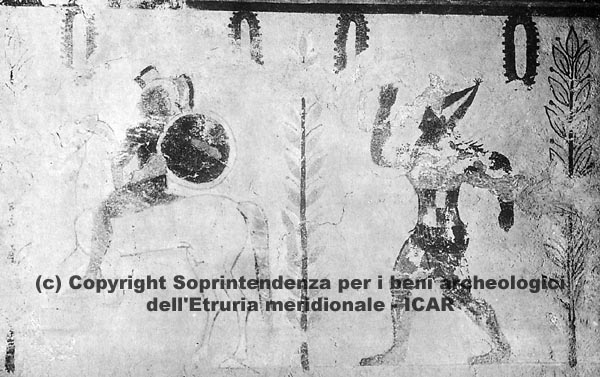 (c) Copyright Soprintendenza per i beni archeologici
dell'Etruria meridionale - ICAR